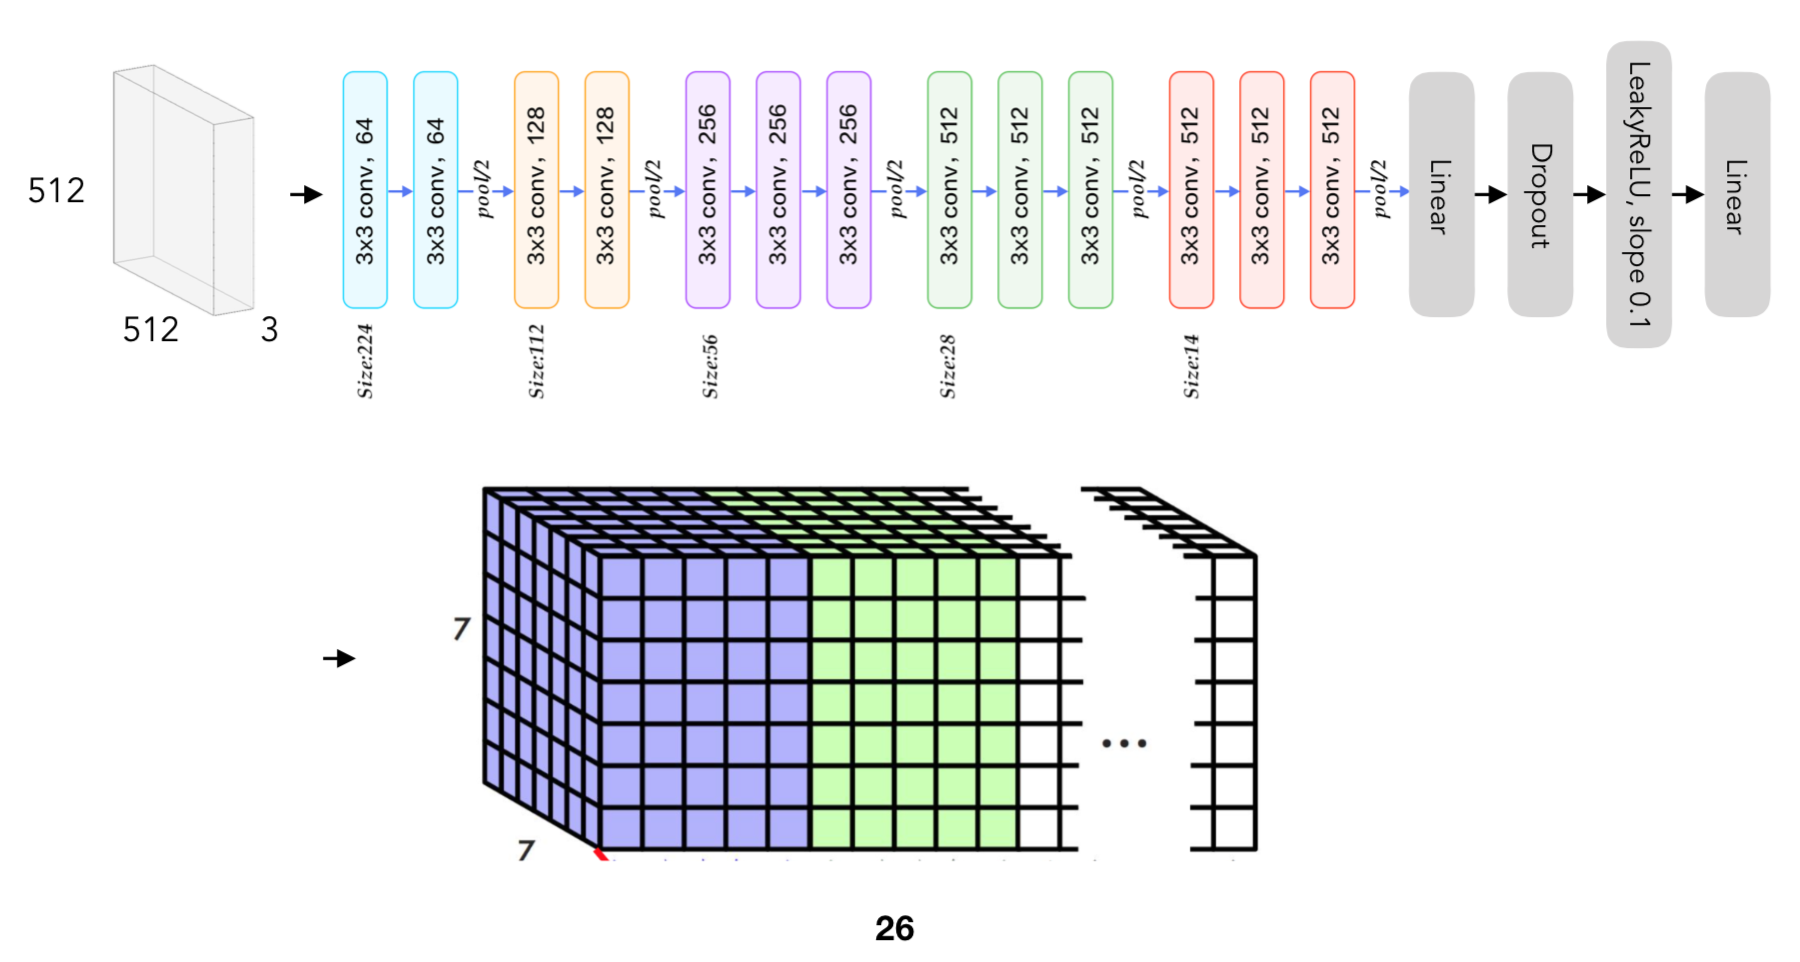 512
512
3
3x3 conv, 64
3x3 conv, 64
pool/2
3x3 conv, 128
3x3 conv, 128
pool/2
3x3 conv, 256
3x3 conv, 256
3x3 conv, 256
pool/2
3x3 conv, 512
3x3 conv, 512
3x3 conv, 512
pool/2
3x3 conv, 512
3x3 conv, 512
3x3 conv, 512
pool/2
Linear
Dropout
LeakyReLU, slope 0.1
Linear
Size:224
Size:112
Size:56
Size:28
Size:14
7
7
...
26